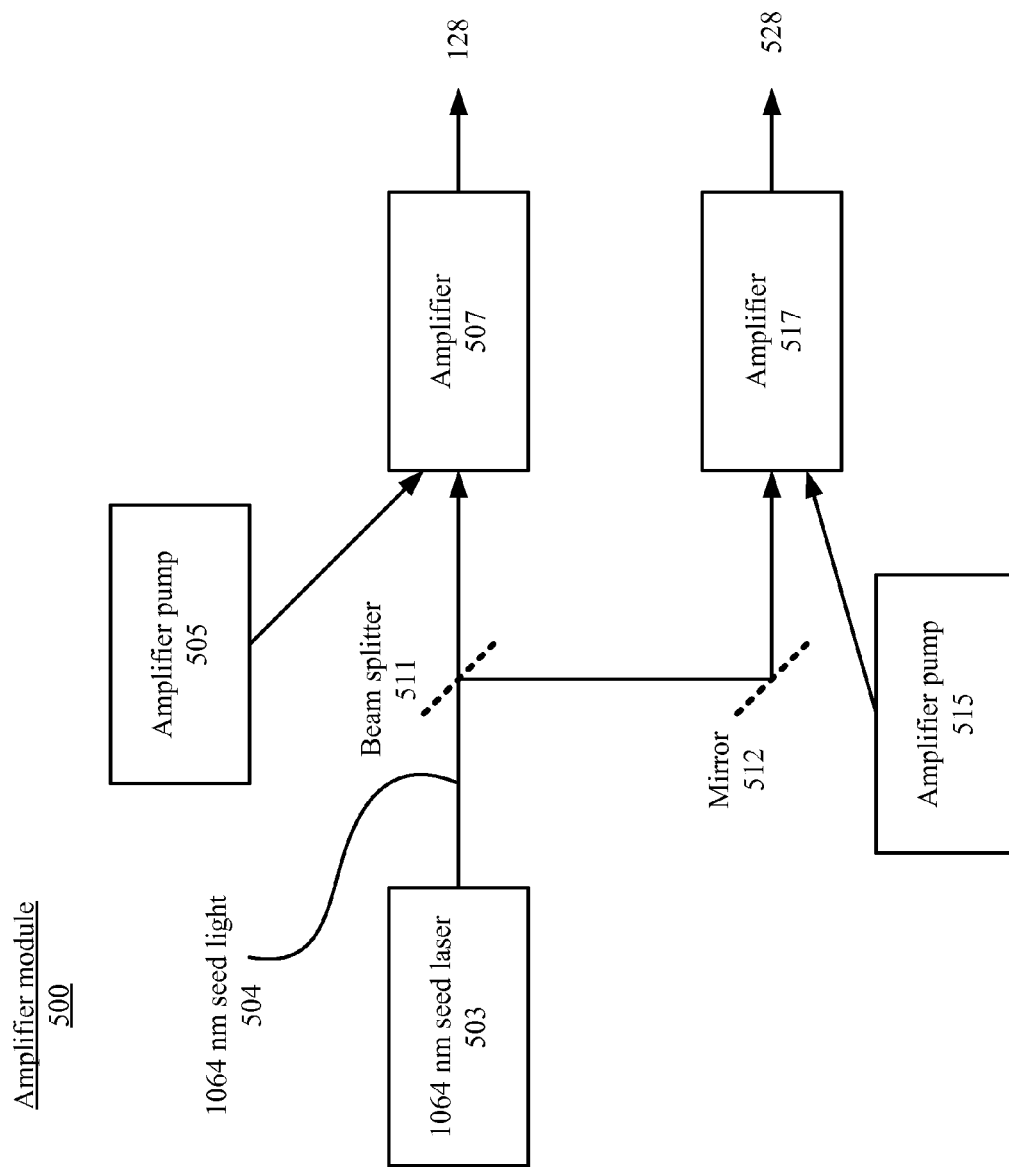 Amplifier module
500
1064 nm seed light
504
1064 nm seed laser
503
Amplifier pump
505
Beam splitter
511
Amplifier
507
128
Mirror
512
Amplifier pump
515
Amplifier
517
528